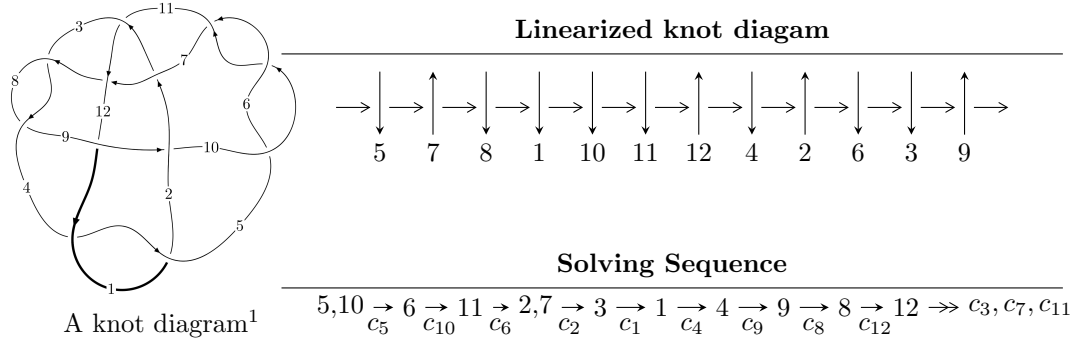 11
3
7
8
12
6
9
10
4
2
5
1
A knot diagram¹
Linearized knot diagam
5 7 8 1 10 11 12 4 2 6 3 9
Solving Sequence
5,10 → 6 → 11 → 2,7 → 3 → 1 → 4 → 9 → 8 → 12 →>> c₃, c₇, c₁₁
c₅ c₁₀ c₆ c₂ c₁ c₄ c₉ c₈ c₁₂